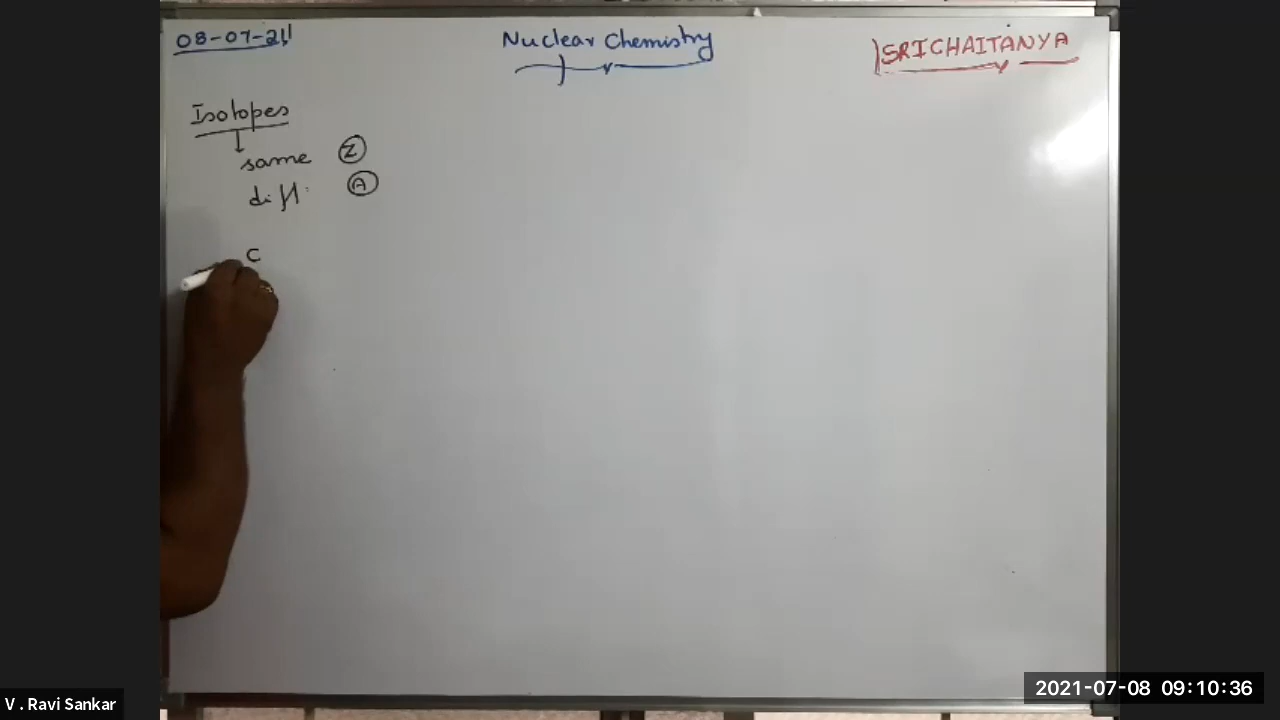 08-07-21
Nuclear Chemistry
SRICHAITANYA
Isotopes
same Z
diff. A
C
V . Ravi Sankar
2021-07-08 09:10:36